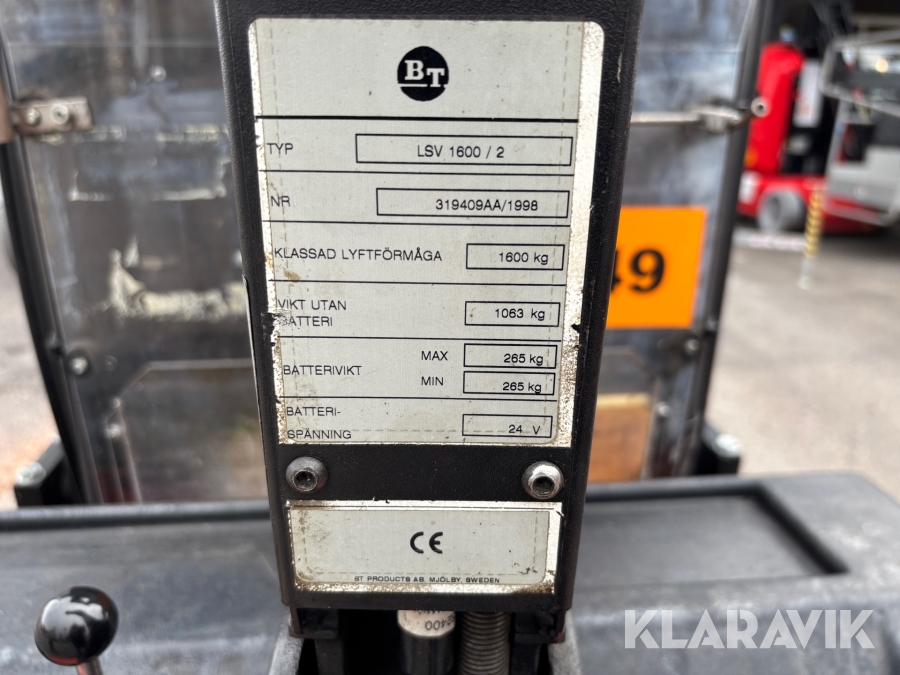 BT
TYP LSV 1600 / 2
NR 319409AA/1998
KLASSAD LYFTFÖRMÅGA 1600 kg
VIKT UTAN
BATTERI 1063 kg
BATTERIVIKT MAX 265 kg
MIN 265 kg
BATTERI-
SPÄNNING 24 V
CE
BT PRODUCTS AB, MJÖLBY, SWEDEN
49
KLARAVIK